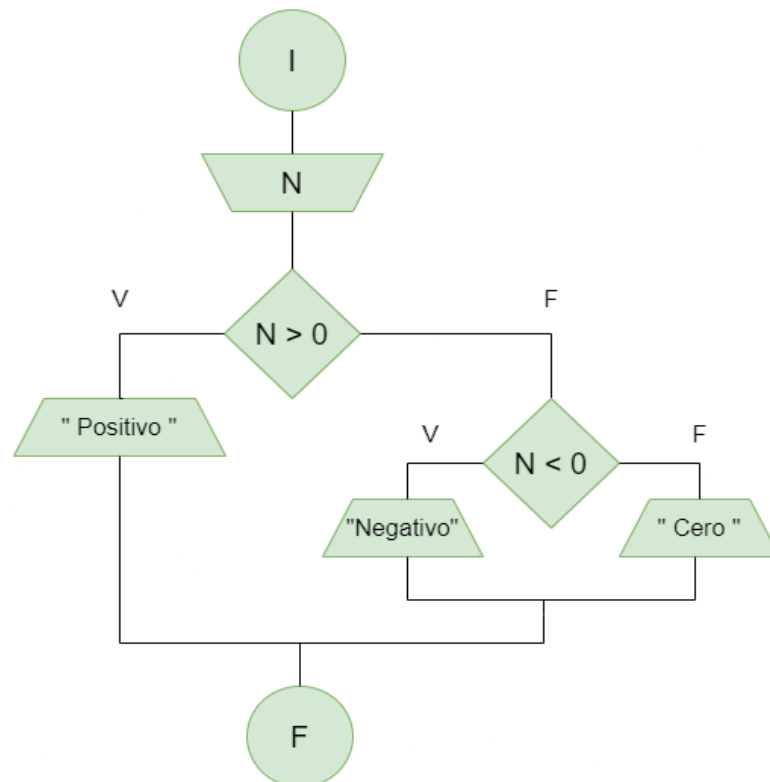 I
N
V
F
N > 0
" Positivo "
V
F
N < 0
"Negativo"
" Cero "
F